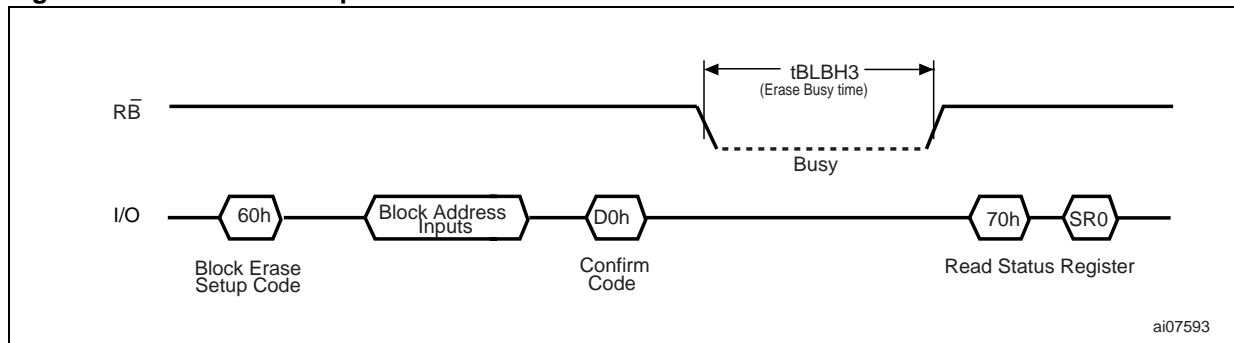 tBLBH3
(Erase Busy time)
RB̅
Busy
I/O
60h
Block Address
Inputs
D0h
70h
SR0
Block Erase
Setup Code
Confirm
Code
Read Status Register
ai07593